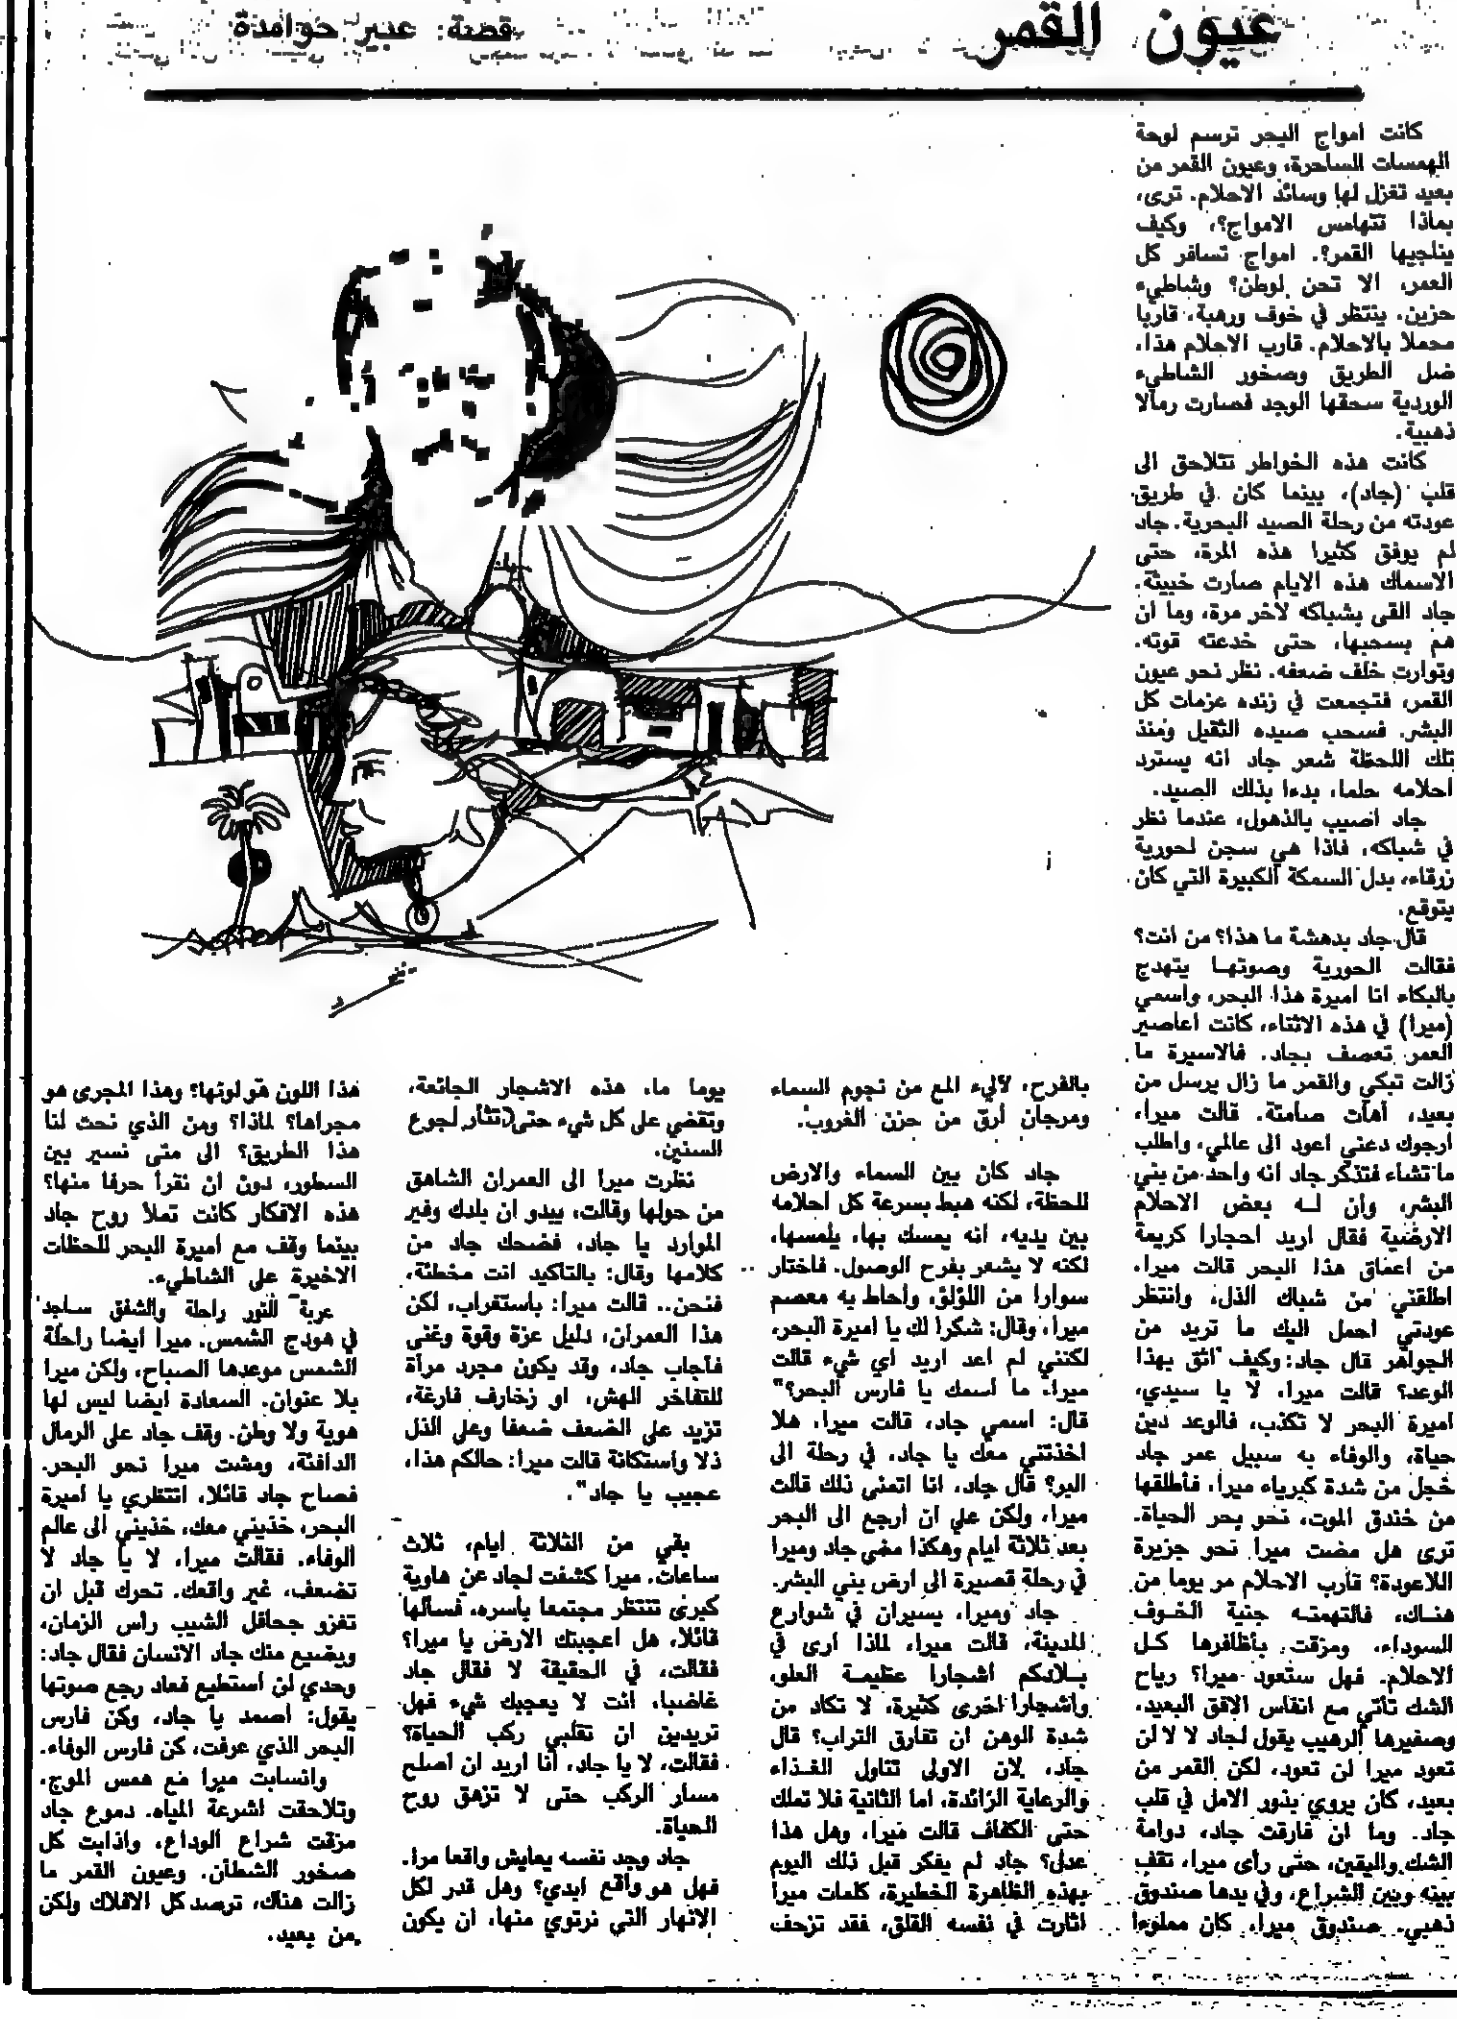 عيون القمر
قصة: عبير حوامدة
كانت امواج البحر ترسم لوحة
الهمسات الساحرة، وعيون القمر من
بعيد تغزل لها وسائد الاحلام. ترى،
بماذا تتهامس الامواج؟، وكيف
يناجيها القمر؟. امواج تسافر كل
العمر، الا تحن لوطن؟ وشاطيء
حزين، ينتظر في خوف ورهبة، قاربا
محملا بالاحلام. قارب الاحلام هذا،
ضل الطريق وصخور الشاطيء
الوردية سحقها الوجد فصارت رمالا
ذهبية.
كانت هذه الخواطر تتلاحق الى
قلب (جاد)، بينما كان في طريق
عودته من رحلة الصيد البحرية. جاد
لم يوفق كثيرا هذه المرة، حتى
الاسماك هذه الايام صارت خبيثة.
جاد القى بشباكه لاخر مرة، وما ان
هم بسحبها، حتى خدعته قوته،
وتوارت خلف ضعفه. نظر نحو عيون
القمر، فتجمعت في زنده عزمات كل
البشر. فسحب صيده الثقيل ومنذ
تلك اللحظة شعر جاد انه يسترد
احلامه حلما، بدءا بذلك الصيد.
جاد اصيب بالذهول، عندما نظر
في شباكه، فاذا هي سجن لحورية
زرقاء، بدل السمكة الكبيرة التي كان
يتوقع.
قال جاد بدهشة ما هذا؟ من انت؟
فقالت الحورية وصوتها يتهدج
بالبكاء انا اميرة هذا البحر، واسمي
(ميرا) في هذه الاثناء، كانت اعاصير
العمر تعصف بجاد. فالاسيرة ما
زالت تبكي والقمر ما زال يرسل من
بعيد، آهات صامتة. قالت ميرا،
ارجوك دعني اعود الى عالمي، واطلب
ما تشاء فتذكر جاد انه واحد من بني
البشر، وان لـه بعض الاحلام
الارضية فقال اريد احجارا كريمة
من اعماق هذا البحر قالت ميرا،
اطلقني من شباك الذل، وانتظر
عودتي احمل اليك ما تريد من
الجواهر قال جاد: وكيف اثق بهذا
الوعد؟ قالت ميرا، لا يا سيدي،
اميرة البحر لا تكذب، فالوعد دين
حياة، والوفاء به سبيل عمر جاد
خجل من شدة كبرياء ميرا، فأطلقها
من خندق الموت، نحو بحر الحياة.
ترى هل مضت ميرا نحو جزيرة
اللاعودة؟ قارب الاحلام مر يوما من
هنـاك، فالتهمتـه جنية الخـوف
السوداء، ومزقت بأظافرها كـل
الاحلام. فهل ستعود ميرا؟ رياح
الشك تأتي مع انفاس الافق البعيد،
وصفيرها الرهيب يقول لجاد لا لا لن
تعود ميرا لن تعود، لكن القمر من
بعيد، كان يروي بذور الامل في قلب
جاد. وما ان فارقت جاد، دوامة
الشك واليقين، حتى رأى ميرا، تقف
بينه وبين الشراع، وفي يدها صندوق
ذهبي. صندوق ميرا، كان مملوءا
بالفرح، لآليء المع من نجوم السماء
ومرجان أرق من حزن الغروب.
جاد كان بين السماء والارض
للحظة، لكنه هبط بسرعة كل احلامه
بين يديه، انه يمسك بها، يلمسها،
لكنه لا يشعر بفرح الوصول. فاختار
سوارا من اللؤلؤ، وأحاط به معصم
ميرا، وقال: شكرا لك يا اميرة البحر،
لكنني لم اعد اريد اي شيء قالت
ميرا، ما أسمك يا فارس البحر؟"
قال: اسمي جاد، قالت ميرا، هلا
اخذتني معك يا جاد، في رحلة الى
البر؟ قال جاد، انا اتمنى ذلك قالت
ميرا، ولكن علي ان أرجع الى البحر
بعد ثلاثة ايام وهكذا مضى جاد وميرا
في رحلة قصيرة الى ارض بني البشر.
جاد وميرا، يسيران في شوارع
المدينة، قالت ميرا، لماذا ارى في
بـلادكم اشجارا عظيمـة العلو،
واشجارا اخرى كثيرة، لا تكاد من
شدة الوهن ان تفارق التراب؟ قال
جاد، لان الاولى تتاول الغـذاء
والرعاية الزائدة، اما الثانية فلا تملك
حتى الكفاف قالت ميرا، وهل هذا
عدل؟ جاد لم يفكر قبل ذلك اليوم
بهذه الظاهرة الخطيرة، كلمات ميرا
اثارت في نفسه القلق، فقد تزحف
يوما ما، هذه الاشجار الجائعة،
وتقضي على كل شيء حتى تثأر لجوع
السنين.
نظرت ميرا الى العمران الشاهق
من حولها وقالت، يبدو ان بلدك وفير
الموارد يا جاد، فضحك جاد من
كلامها وقال: بالتأكيد انت مخطئة،
فنحن.. قالت ميرا: باستغراب، لكن
هذا العمران، دليل عزة وقوة وغنى
فأجاب جاد، وقد يكون مجرد مرآة
للتفاخر الهش، او زخارف فارغة،
تزيد على الضعف ضعفا وعلى الذل
ذلا وأستكانة قالت ميرا: حالكم هذا،
عجيب يا جاد".
بقي من الثلاثة ايام، ثلاث
ساعات. ميرا كشفت لجاد عن هاوية
كبرى تنتظر مجتمعا باسره، فسألها
قائلا، هل اعجبتك الارض يا ميرا؟
فقالت، في الحقيقة لا فقال جاد
غاضبا، انت لا يعجبك شيء فهل
تريدين ان تقلبي ركب الحياة؟
فقالت، لا يا جاد، انا اريد ان اصلح
مسار الركب حتى لا تزهق روح
الحياة.
جاد وجد نفسه يعايش واقعا مرا.
فهل هو واقع ابدي؟ وهل قدر لكل
الانهار التي نرتوي منها، ان يكون
هذا اللون هو لونها؟ وهذا المجرى هو
مجراها؟ لماذا؟ ومن الذي نحت لنا
هذا الطريق؟ الى متى نسير بين
السطور، دون ان نقرأ حرفا منها؟
هذه الافكار كانت تملا روح جاد
بينما وقف مع اميرة البحر للحظات
الاخيرة على الشاطيء.
عربة النور راحلة والشفق ساجد
في هودج الشمس. ميرا ايضا راحلة
الشمس موعدها الصباح، ولكن ميرا
بلا عنوان. السعادة ايضا ليس لها
هوية ولا وطن. وقف جاد على الرمال
الدافئة، ومشت ميرا نحو البحر.
فصاح جاد قائلا، انتظري يا اميرة
البحر، خذيني معك، خذيني الى عالم
الوفاء. فقالت ميرا، لا يا جاد لا
تضعف، غير واقعك. تحرك قبل ان
تغزو جحافل الشيب راس الزمان،
ويضيع منك جاد الانسان فقال جاد:
وحدي لن أستطيع فعاد رجع صوتها
يقول: اصمد يا جاد، وكن فارس
البحر الذي عرفت، كن فارس الوفاء.
وانسابت ميرا مع همس الموج،
وتلاحقت اشرعة المياه. دموع جاد
مزقت شراع الوداع، واذابت كل
صخور الشطآن. وعيون القمر ما
زالت هناك، ترصد كل الافلاك ولكن
من بعيد.